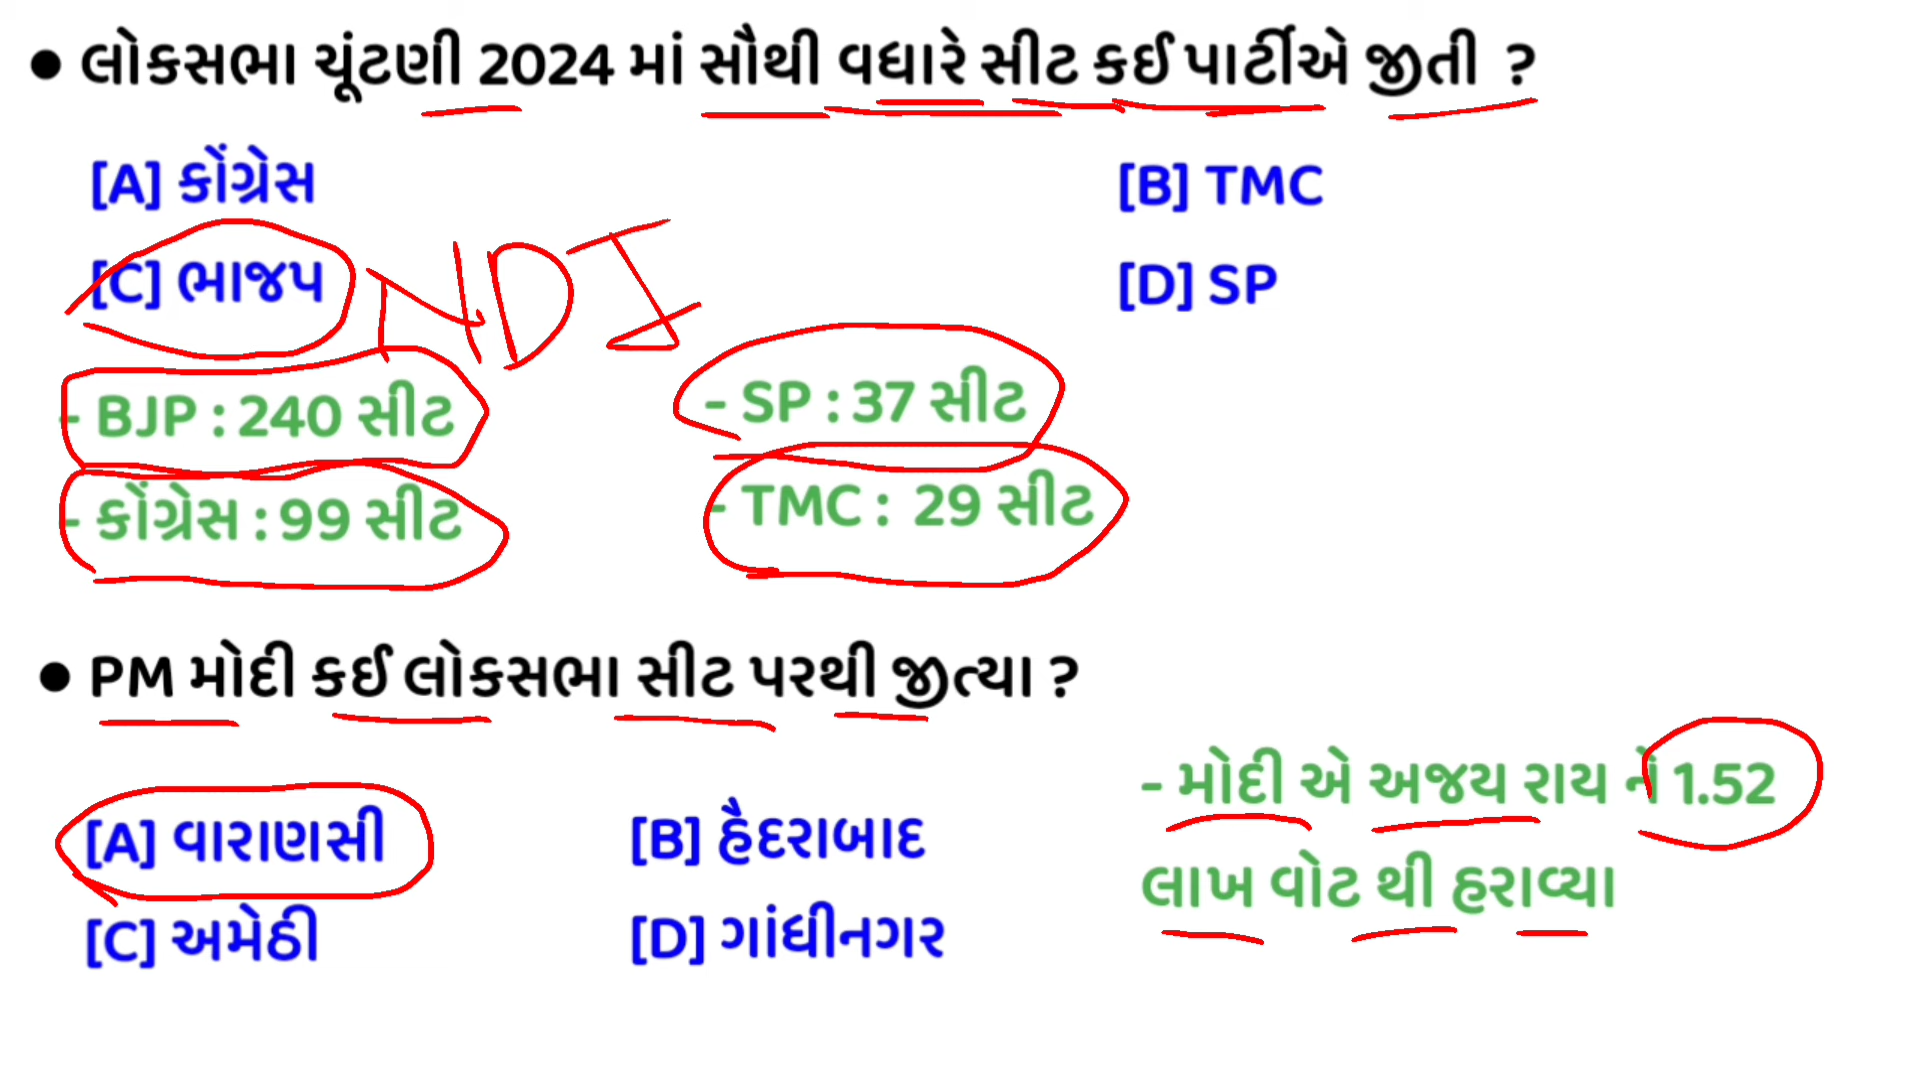 ● લોકસભા ચૂંટણી 2024 માં સૌથી વધારે સીટ કઈ પાર્ટીએ જીતી ?
[A] કોંગ્રેસ [B] TMC
[C] ભાજપ [D] SP
- BJP : 240 સીટ - SP : 37 સીટ
- કોંગ્રેસ : 99 સીટ - TMC : 29 સીટ
● PM મોદી કઈ લોકસભા સીટ પરથી જીત્યા ?
[A] વારાણસી [B] હૈદરાબાદ
[C] અમેઠી [D] ગાંધીનગર
- મોદી એ અજય રાય ને 1.52
લાખ વોટ થી હરાવ્યા